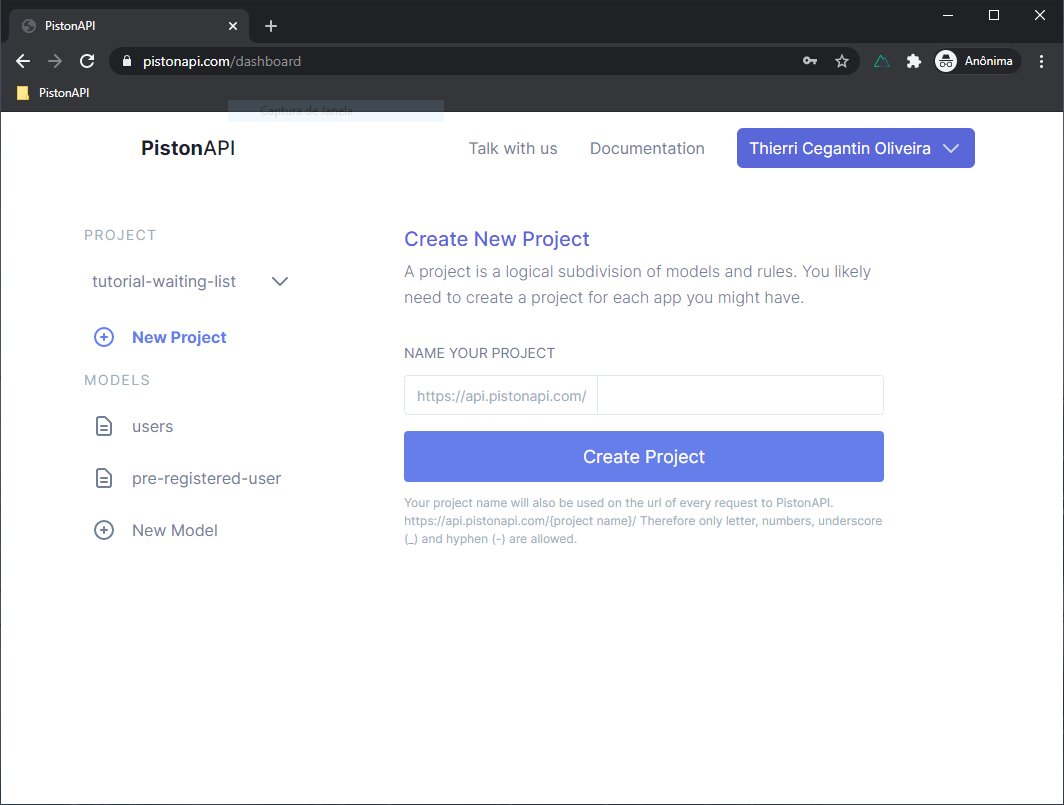 PistonAPI
pistonapi.com/dashboard
Anônima
PistonAPI
Captura de Janela
PistonAPI
Talk with us
Documentation
Thierri Cegantin Oliveira
PROJECT
tutorial-waiting-list
New Project
MODELS
users
pre-registered-user
New Model
Create New Project
A project is a logical subdivision of models and rules. You likely
need to create a project for each app you might have.
NAME YOUR PROJECT
https://api.pistonapi.com/
Create Project
Your project name will also be used on the url of every request to PistonAPI.
https://api.pistonapi.com/{project name}/ Therefore only letter, numbers, underscore
(_) and hyphen (-) are allowed.